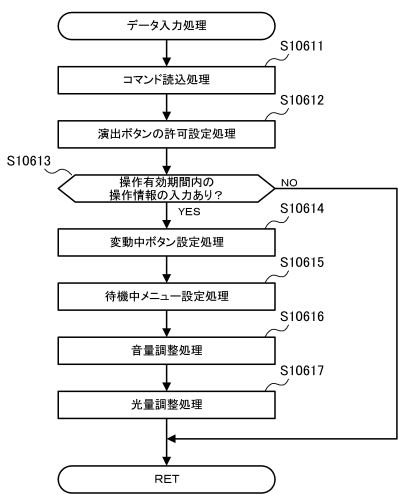 データ入力処理
S10611
コマンド読込処理
S10612
演出ボタンの許可設定処理
S10613
操作有効期間内の
操作情報の入力あり？
NO
YES
S10614
変動中ボタン設定処理
S10615
待機中メニュー設定処理
S10616
音量調整処理
S10617
光量調整処理
RET